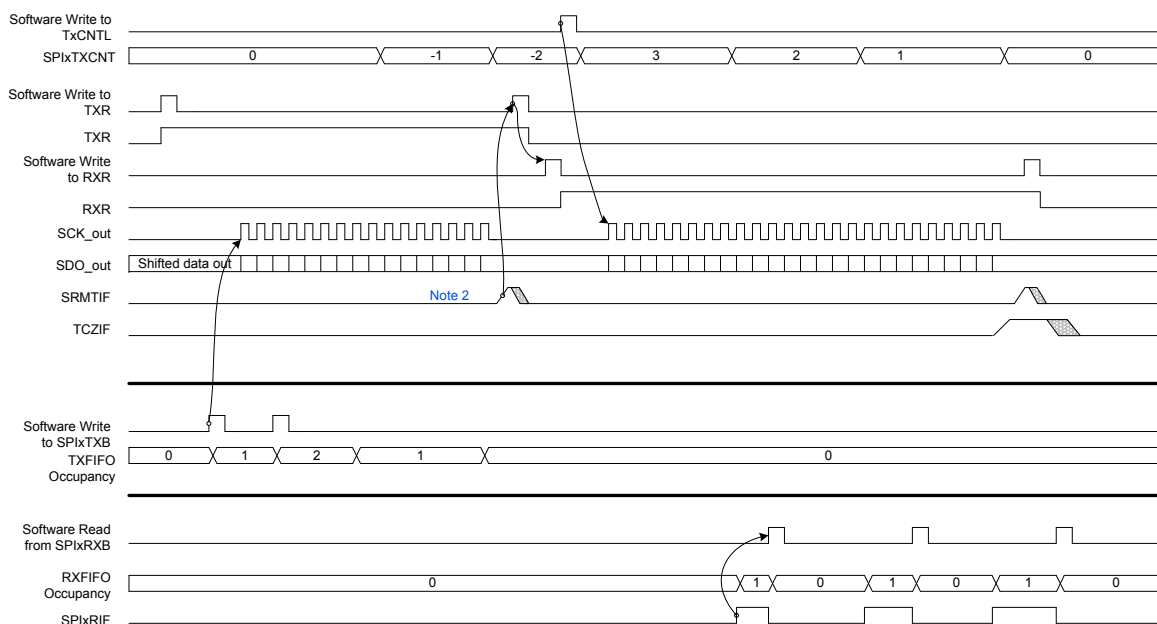 Software Write to
TxCNTL
SPIxTXCNT 0 -1 -2 3 2 1 0
Software Write to
TXR
TXR
Software Write
to RXR
RXR
SCK_out
SDO_out Shifted data out
SRMTIF Note 2
TCZIF
Software Write
to SPIxTXB
TXFIFO 0 1 2 1 0
Occupancy
Software Read
from SPIxRXB
RXFIFO 0 1 0 1 0 1 0
Occupancy
SPIxRIF